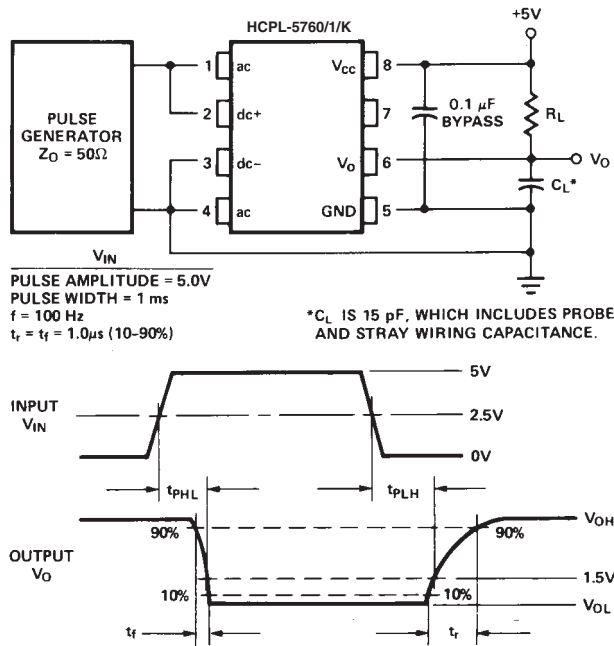 HCPL-5760/1/K
+5V
PULSE
GENERATOR
Z_O = 50Ω
1 ac
2 dc+
3 dc−
4 ac
V_CC 8
7
V_O 6
GND 5
0.1 μF
BYPASS
R_L
V_O
C_L*
V_IN
PULSE AMPLITUDE = 5.0V
PULSE WIDTH = 1 ms
f = 100 Hz
t_r = t_f = 1.0μs (10–90%)
*C_L IS 15 pF, WHICH INCLUDES PROBE
AND STRAY WIRING CAPACITANCE.
INPUT
V_IN
5V
2.5V
0V
t_PHL
t_PLH
OUTPUT
V_O
90%
10%
90%
10%
V_OH
1.5V
V_OL
t_f
t_r